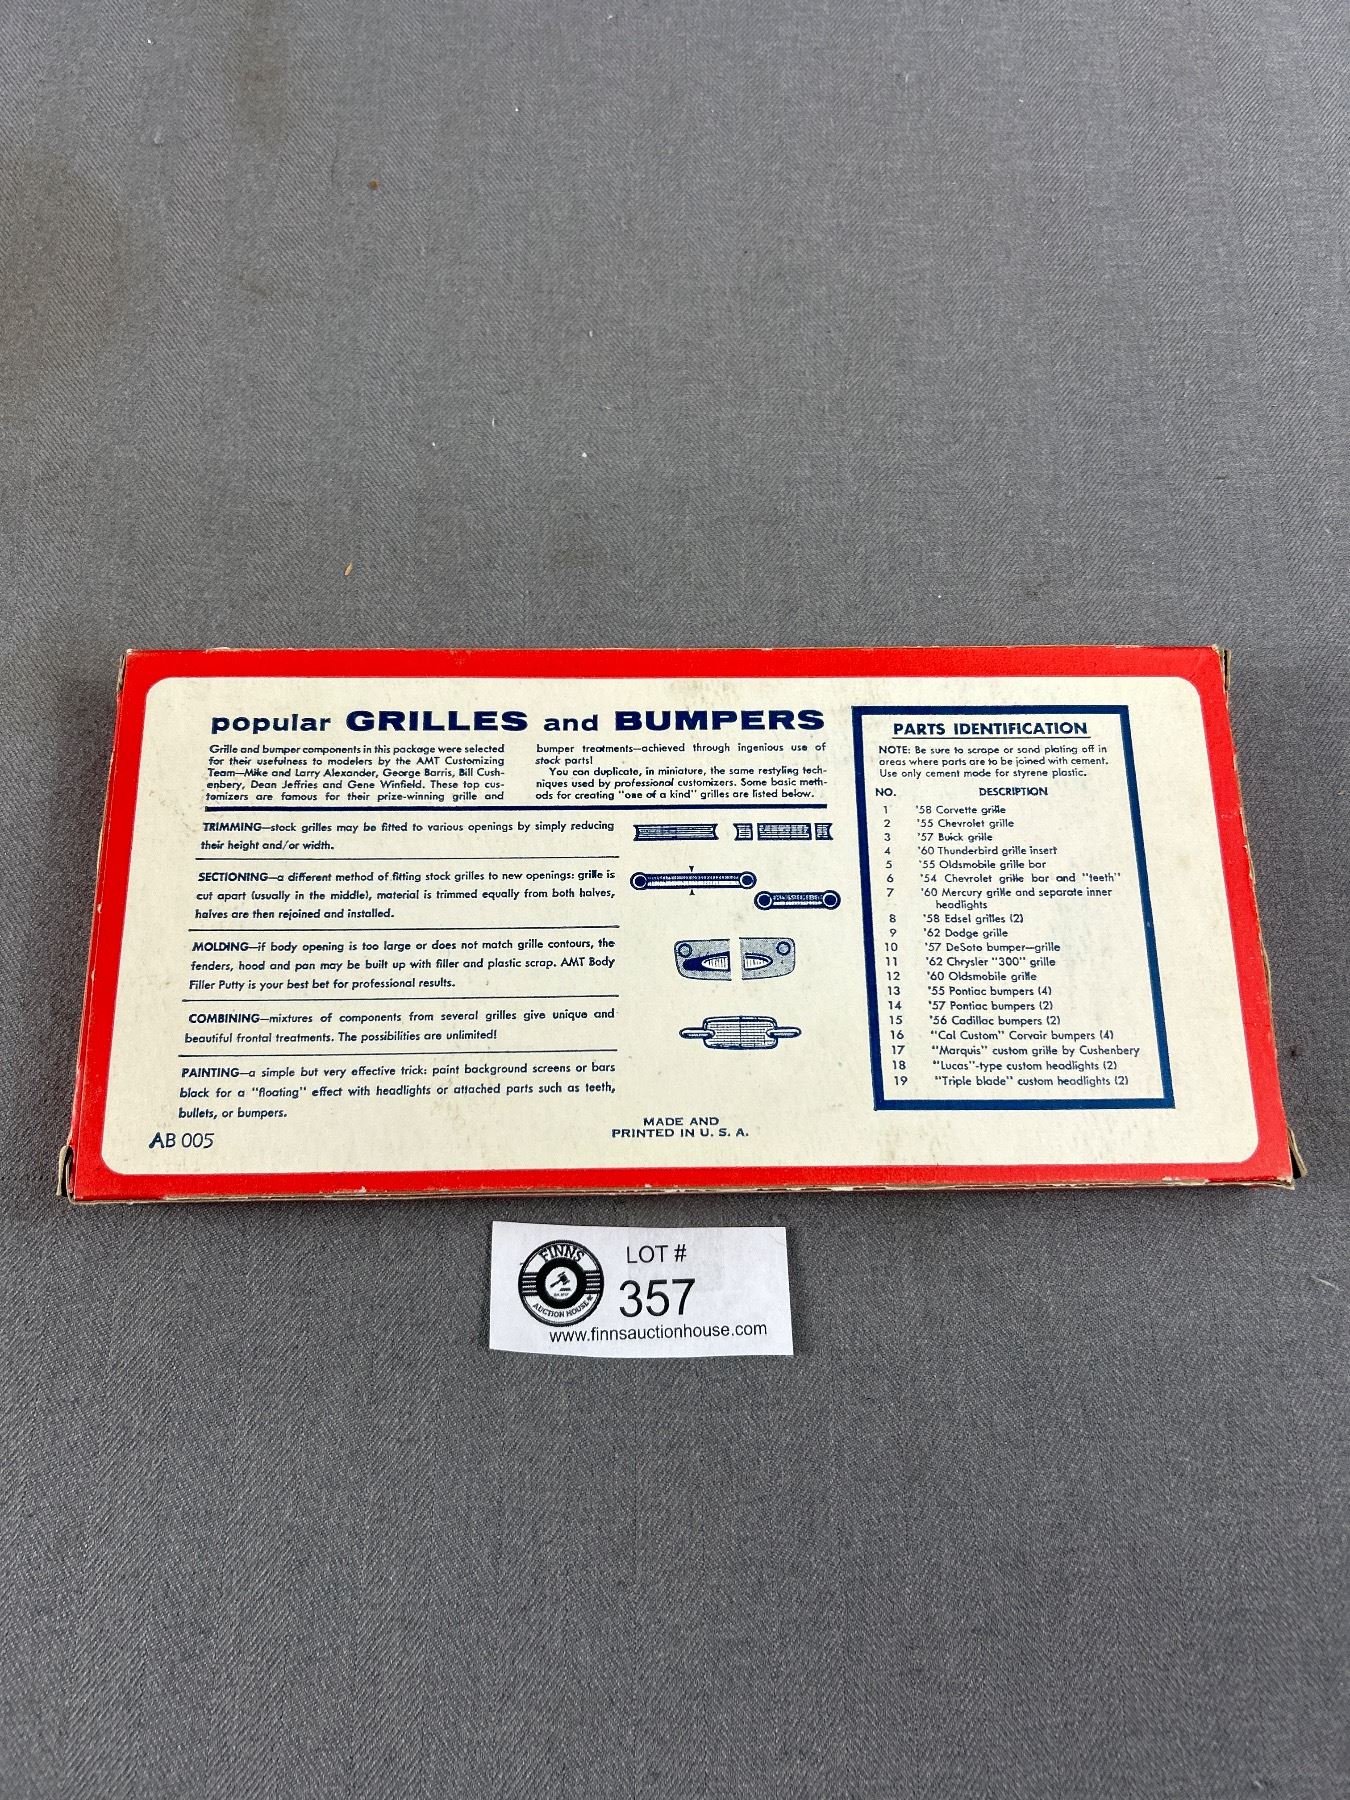 popular GRILLES and BUMPERS
Grille and bumper components in this package were selected
for their usefulness to modelers by the AMT Customizing
Team—Mike and Larry Alexander, George Barris, Bill Cush-
enbery, Dean Jeffries and Gene Winfield. These top cus-
tomizers are famous for their prize-winning grille and
bumper treatments—achieved through ingenious use of
stock parts!
You can duplicate, in miniature, the same restyling tech-
niques used by professional customizers. Some basic meth-
ods for creating "one of a kind" grilles are listed below.
TRIMMING—stock grilles may be fitted to various openings by simply reducing
their height and/or width.
SECTIONING—a different method of fitting stock grilles to new openings: grille is
cut apart (usually in the middle), material is trimmed equally from both halves,
halves are then rejoined and installed.
MOLDING—if body opening is too large or does not match grille contours, the
fenders, hood and pan may be built up with filler and plastic scrap. AMT Body
Filler Putty is your best bet for professional results.
COMBINING—mixtures of components from several grilles give unique and
beautiful frontal treatments. The possibilities are unlimited!
PAINTING—a simple but very effective trick: paint background screens or bars
black for a "floating" effect with headlights or attached parts such as teeth,
bullets, or bumpers.
AB 005
MADE AND
PRINTED IN U. S. A.
PARTS IDENTIFICATION
NOTE: Be sure to scrape or sand plating off in
areas where parts are to be joined with cement.
Use only cement made for styrene plastic.
NO. DESCRIPTION
1 '58 Corvette grille
2 '55 Chevrolet grille
3 '57 Buick grille
4 '60 Thunderbird grille insert
5 '55 Oldsmobile grille bar
6 '54 Chevrolet grille bar and "teeth"
7 '60 Mercury grille and separate inner
headlights
8 '58 Edsel grilles (2)
9 '62 Dodge grille
10 '57 DeSoto bumper—grille
11 '62 Chrysler "300" grille
12 '60 Oldsmobile grille
13 '55 Pontiac bumpers (4)
14 '57 Pontiac bumpers (2)
15 '56 Cadillac bumpers (2)
16 "Cal Custom" Corvair bumpers (4)
17 "Marquis" custom grille by Cushenbery
18 "Lucas"-type custom headlights (2)
19 "Triple blade" custom headlights (2)
FINNS
AUCTION HOUSE
LOT #
357
www.finnsauctionhouse.com